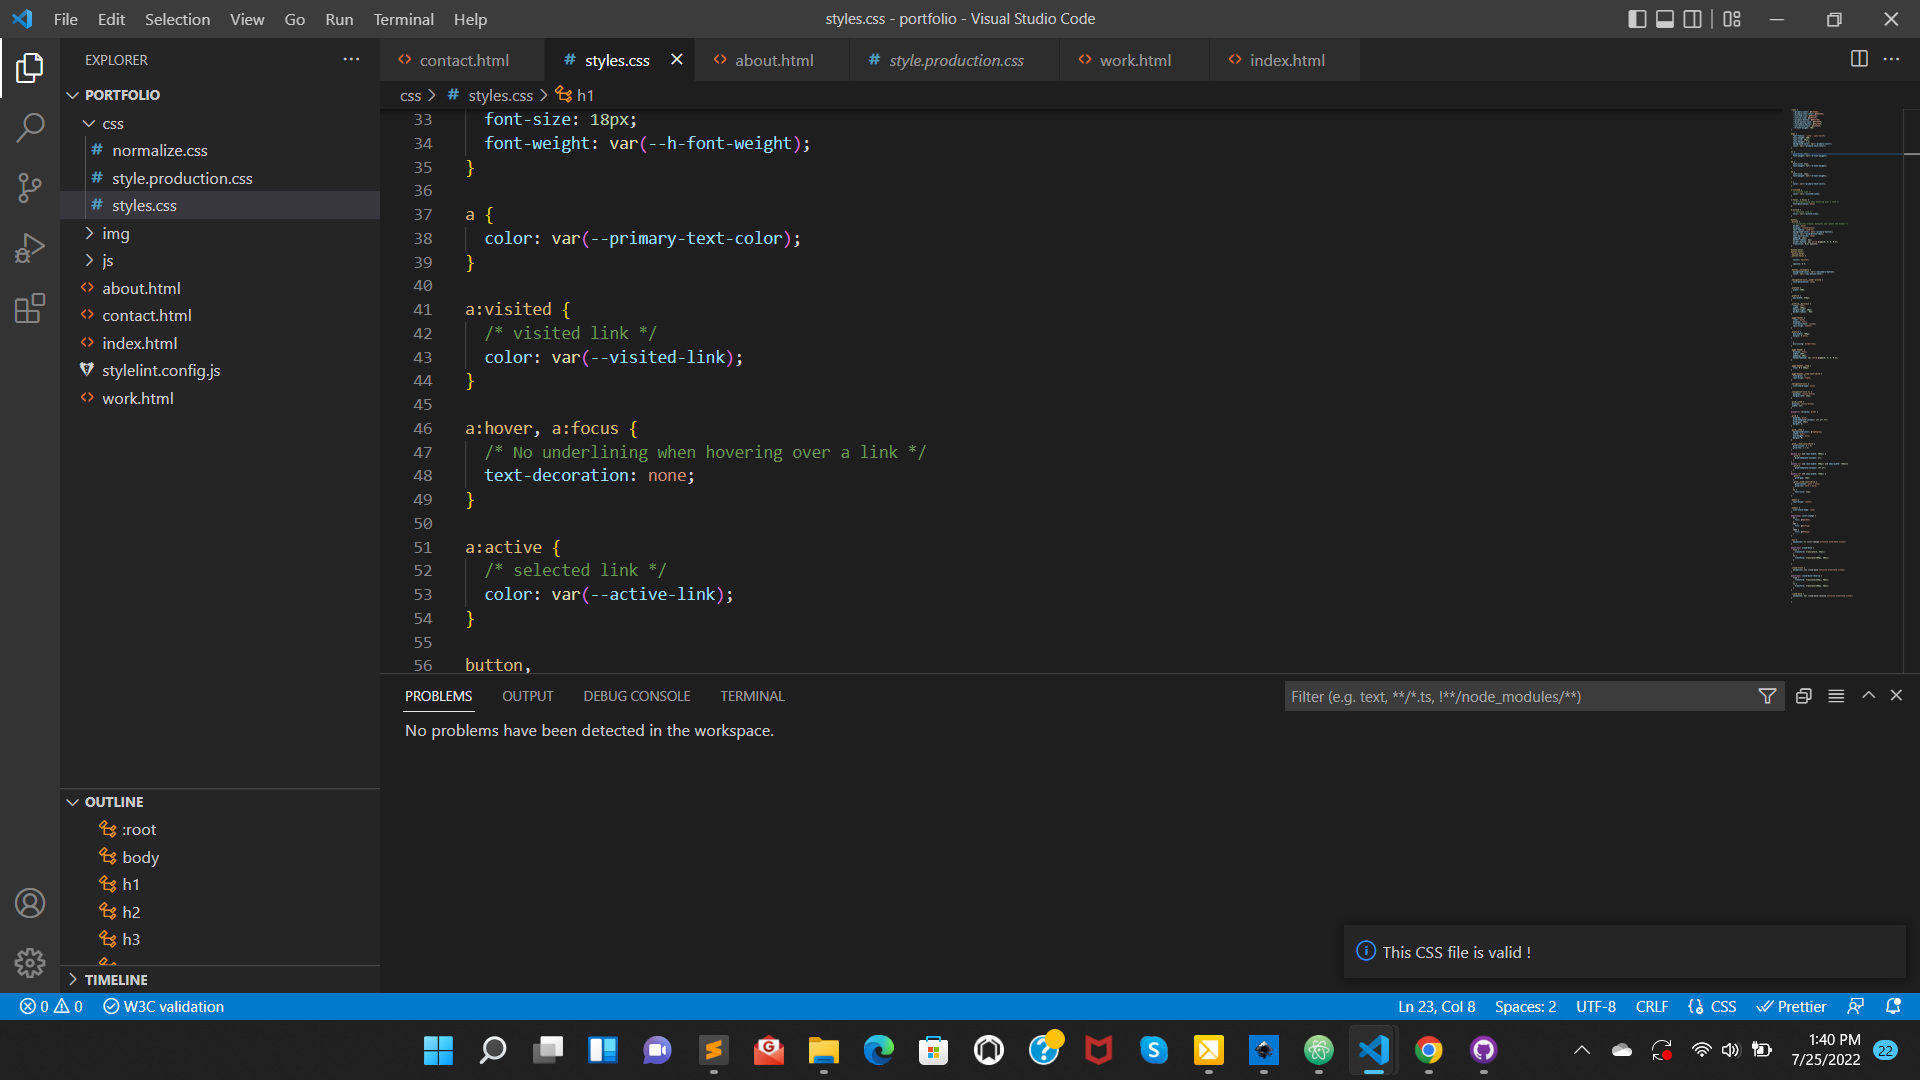 File Edit Selection View Go Run Terminal Help
styles.css - portfolio - Visual Studio Code
EXPLORER
contact.html
# styles.css
about.html
# style.production.css
work.html
index.html
PORTFOLIO
css
# normalize.css
# style.production.css
# styles.css
img
js
about.html
contact.html
index.html
stylelint.config.js
work.html
OUTLINE
:root
body
h1
h2
h3
TIMELINE
css > # styles.css > h1
33 font-size: 18px;
34 font-weight: var(--h-font-weight);
35 }
36
37 a {
38 color: var(--primary-text-color);
39 }
40
41 a:visited {
42 /* visited link */
43 color: var(--visited-link);
44 }
45
46 a:hover, a:focus {
47 /* No underlining when hovering over a link */
48 text-decoration: none;
49 }
50
51 a:active {
52 /* selected link */
53 color: var(--active-link);
54 }
55
56 button,
PROBLEMS OUTPUT DEBUG CONSOLE TERMINAL
Filter (e.g. text, **/*.ts, !**/node_modules/**)
No problems have been detected in the workspace.
This CSS file is valid !
0 0 W3C validation
Ln 23, Col 8 Spaces: 2 UTF-8 CRLF {} CSS Prettier
1:40 PM
7/25/2022
22